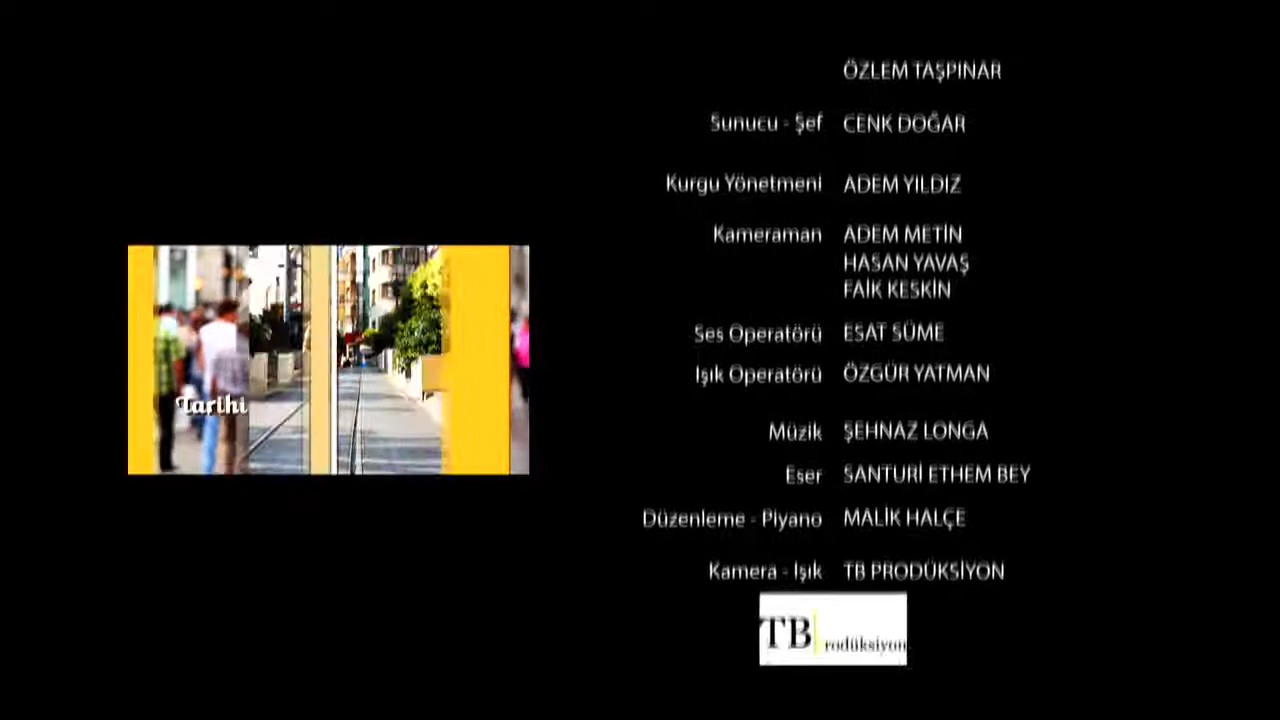 ÖZLEM TAŞPINAR
Sunucu - Şef CENK DOĞAR
Kurgu Yönetmeni ADEM YILDIZ
Kameraman ADEM METİN
HASAN YAVAŞ
FAİK KESKİN
Ses Operatörü ESAT SÜME
Işık Operatörü ÖZGÜR YATMAN
Müzik ŞEHNAZ LONGA
Eser SANTURİ ETHEM BEY
Düzenleme - Piyano MALİK HALÇE
Kamera - Işık TB PRODÜKSİYON
Tarihi
TB rodüksiyon